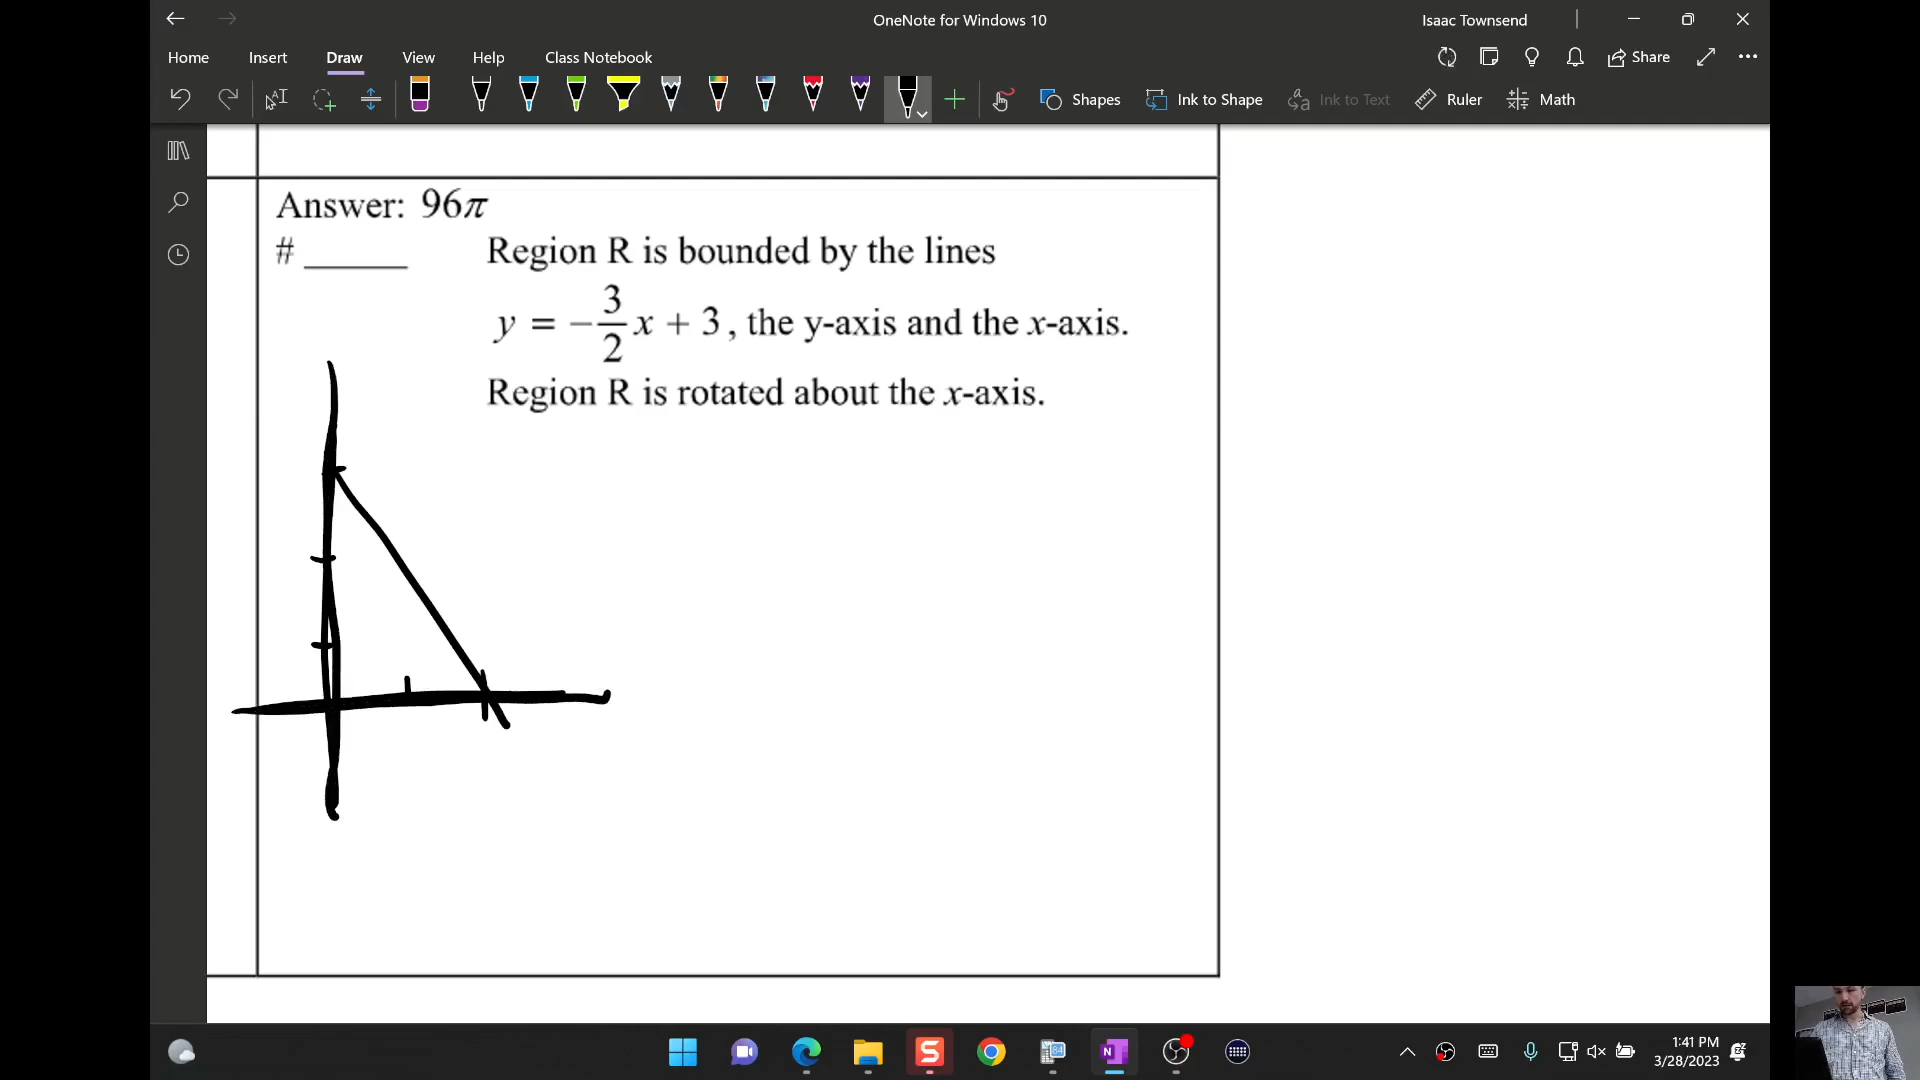 OneNote for Windows 10
Isaac Townsend
Home Insert Draw View Help Class Notebook
Share
Shapes Ink to Shape Ink to Text Ruler Math
Answer: 96π
# ______ Region R is bounded by the lines
y = -3/2 x + 3, the y-axis and the x-axis.
Region R is rotated about the x-axis.
1:41 PM
3/28/2023